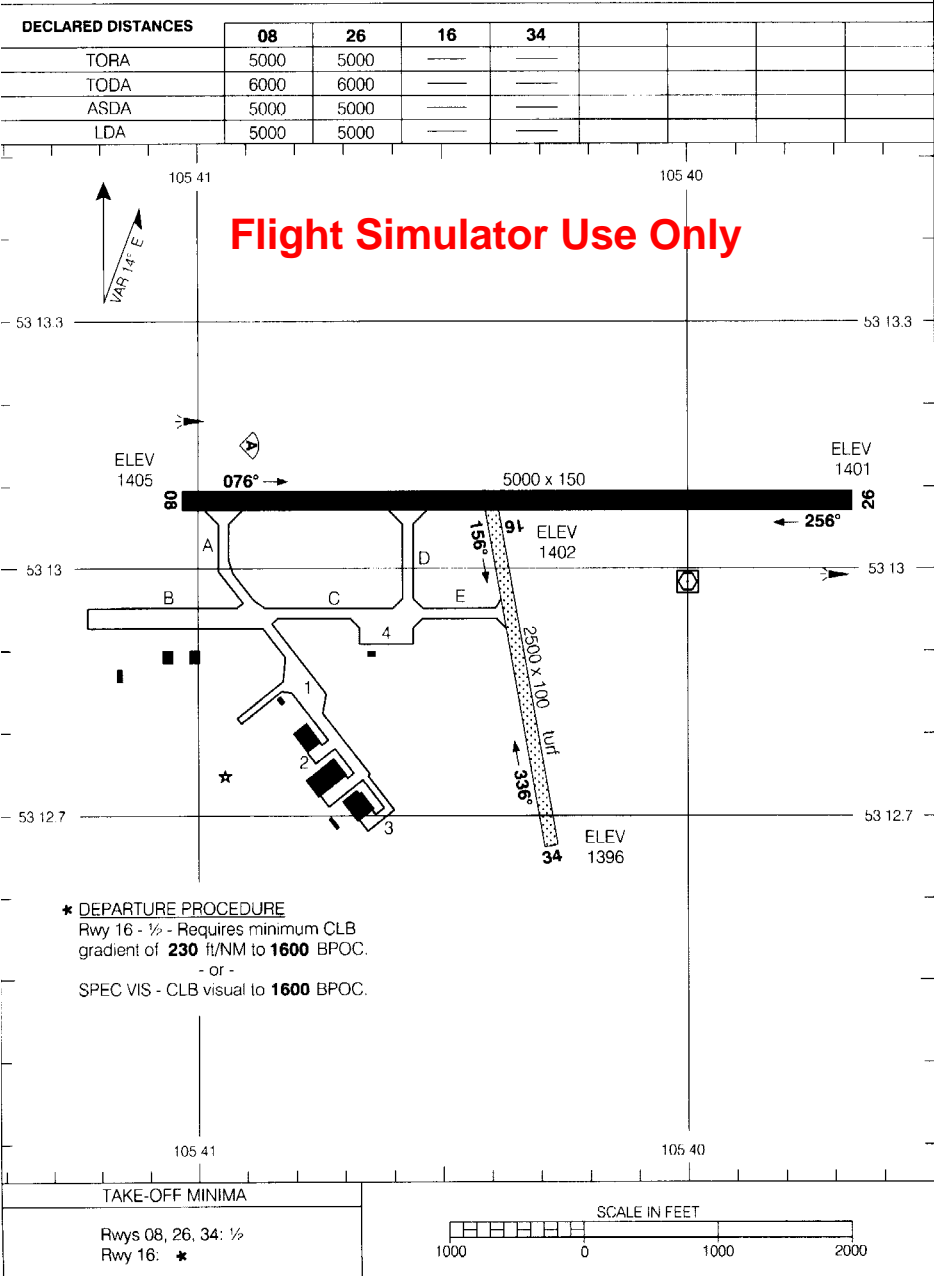 DECLARED DISTANCES 08 26 16 34
TORA 5000 5000 — —
TODA 6000 6000 — —
ASDA 5000 5000 — —
LDA 5000 5000 — —
105 41 105 40
VAR 14° E
Flight Simulator Use Only
53 13.3 53 13.3
A
ELEV
1405
08
076°
5000 x 150
ELEV
1401
26
256°
156°
16
ELEV
1402
A
D
53 13 53 13
B
C
E
4
2500 x 100
turf
1
2
3
336°
53 12.7 53 12.7
34
ELEV
1396
* DEPARTURE PROCEDURE
Rwy 16 - ½ - Requires minimum CLB
gradient of 230 ft/NM to 1600 BPOC.
- or -
SPEC VIS - CLB visual to 1600 BPOC.
105 41 105 40
TAKE-OFF MINIMA
Rwys 08, 26, 34: ½
Rwy 16: *
SCALE IN FEET
1000 0 1000 2000